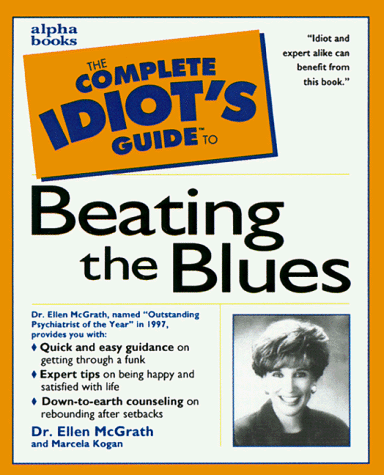 alpha
books
THE
COMPLETE
IDIOT'S
GUIDE™ TO
"Idiot and
expert alike can
benefit from
this book."
Beating
the Blues
Dr. Ellen McGrath, named "Outstanding
Psychiatrist of the Year" in 1997,
provides you with:
♦ Quick and easy guidance on
getting through a funk
♦ Expert tips on being happy and
satisfied with life
♦ Down-to-earth counseling on
rebounding after setbacks
Dr. Ellen McGrath
and Marcela Kogan